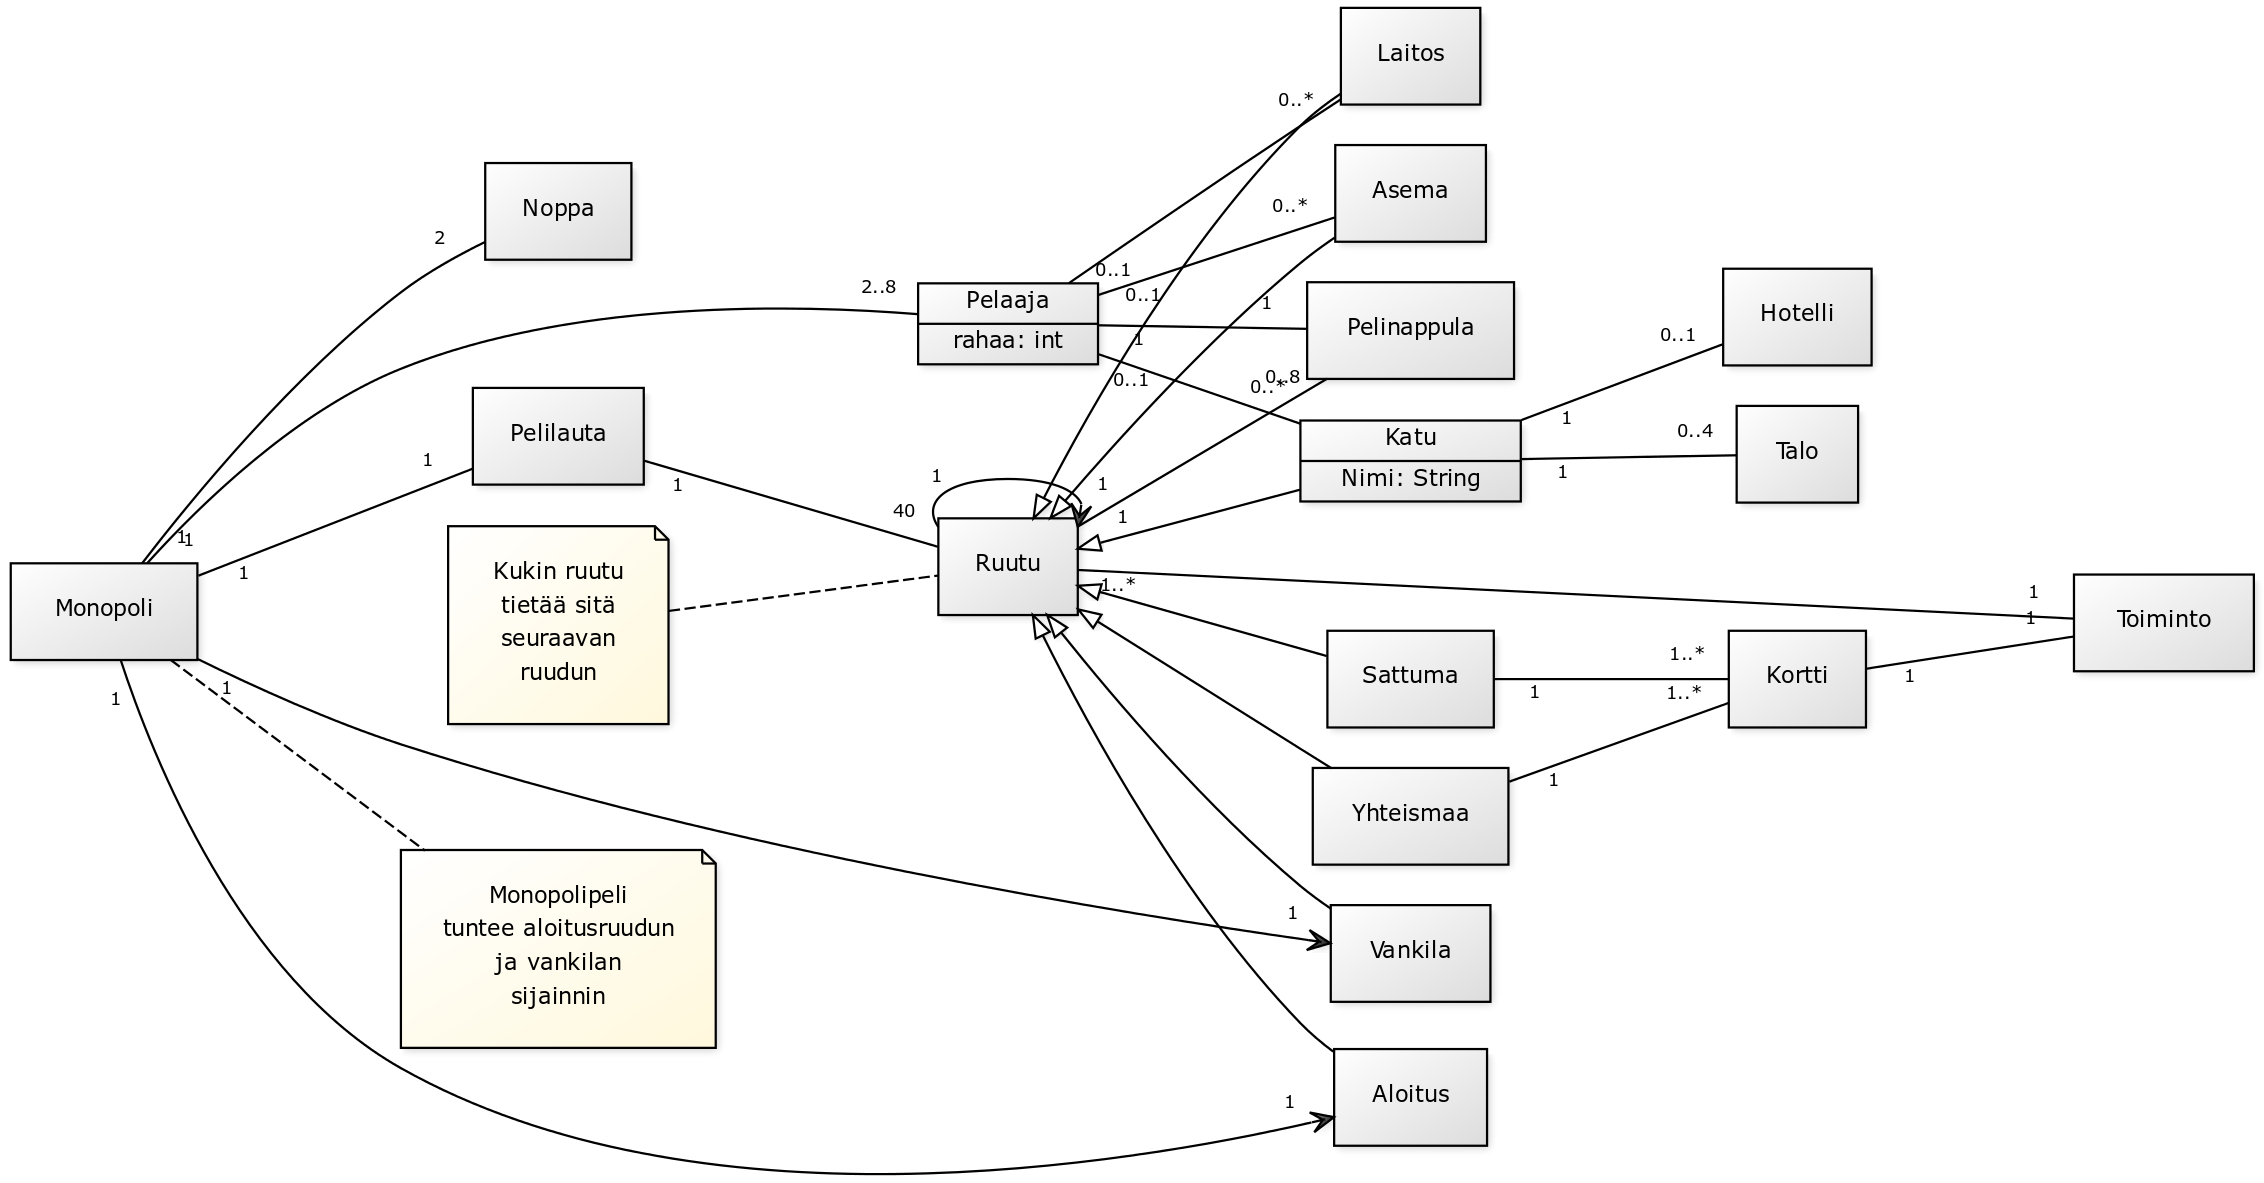 Laitos
0..*
Asema
0..*
Noppa
2
Pelaaja
rahaa: int
2..8
0..1
0..1
1
0..1
1
Pelinappula
0..8
0..*
Hotelli
0..1
Katu
Nimi: String
1
1
Talo
0..4
Pelilauta
1
1
40
1
1
1
Ruutu
1..*
Kukin ruutu
tietää sitä
seuraavan
ruudun
Monopoli
1
1
1
1
1
Toiminto
1
1
Sattuma
1
1..*
1..*
Kortti
1
Yhteismaa
1
Monopolipeli
tuntee aloitusruudun
ja vankilan
sijainnin
Vankila
1
Aloitus
1